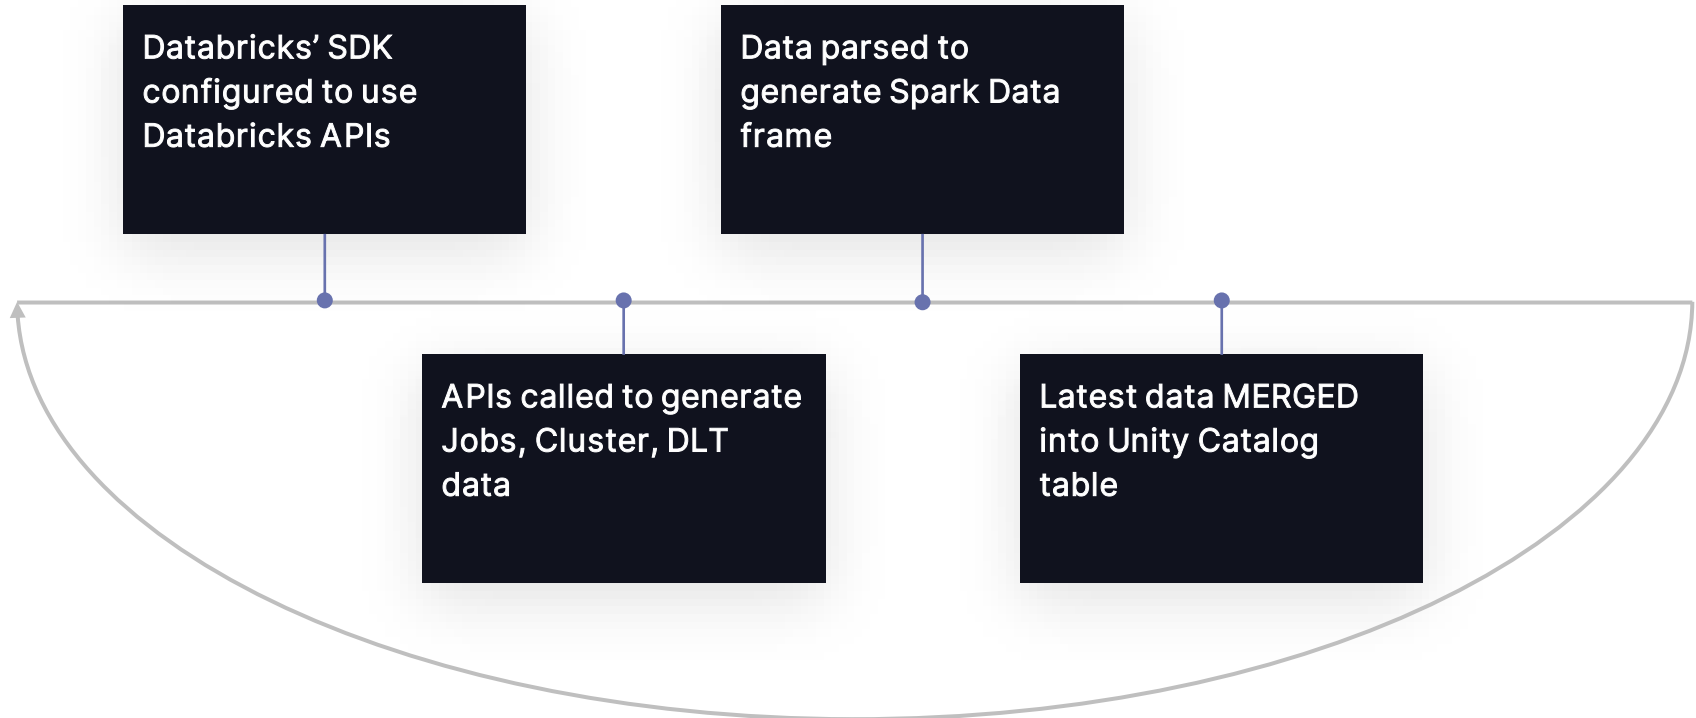 Databricks’ SDK
configured to use
Databricks APIs
APIs called to generate
Jobs, Cluster, DLT
data
Data parsed to
generate Spark Data
frame
Latest data MERGED
into Unity Catalog
table